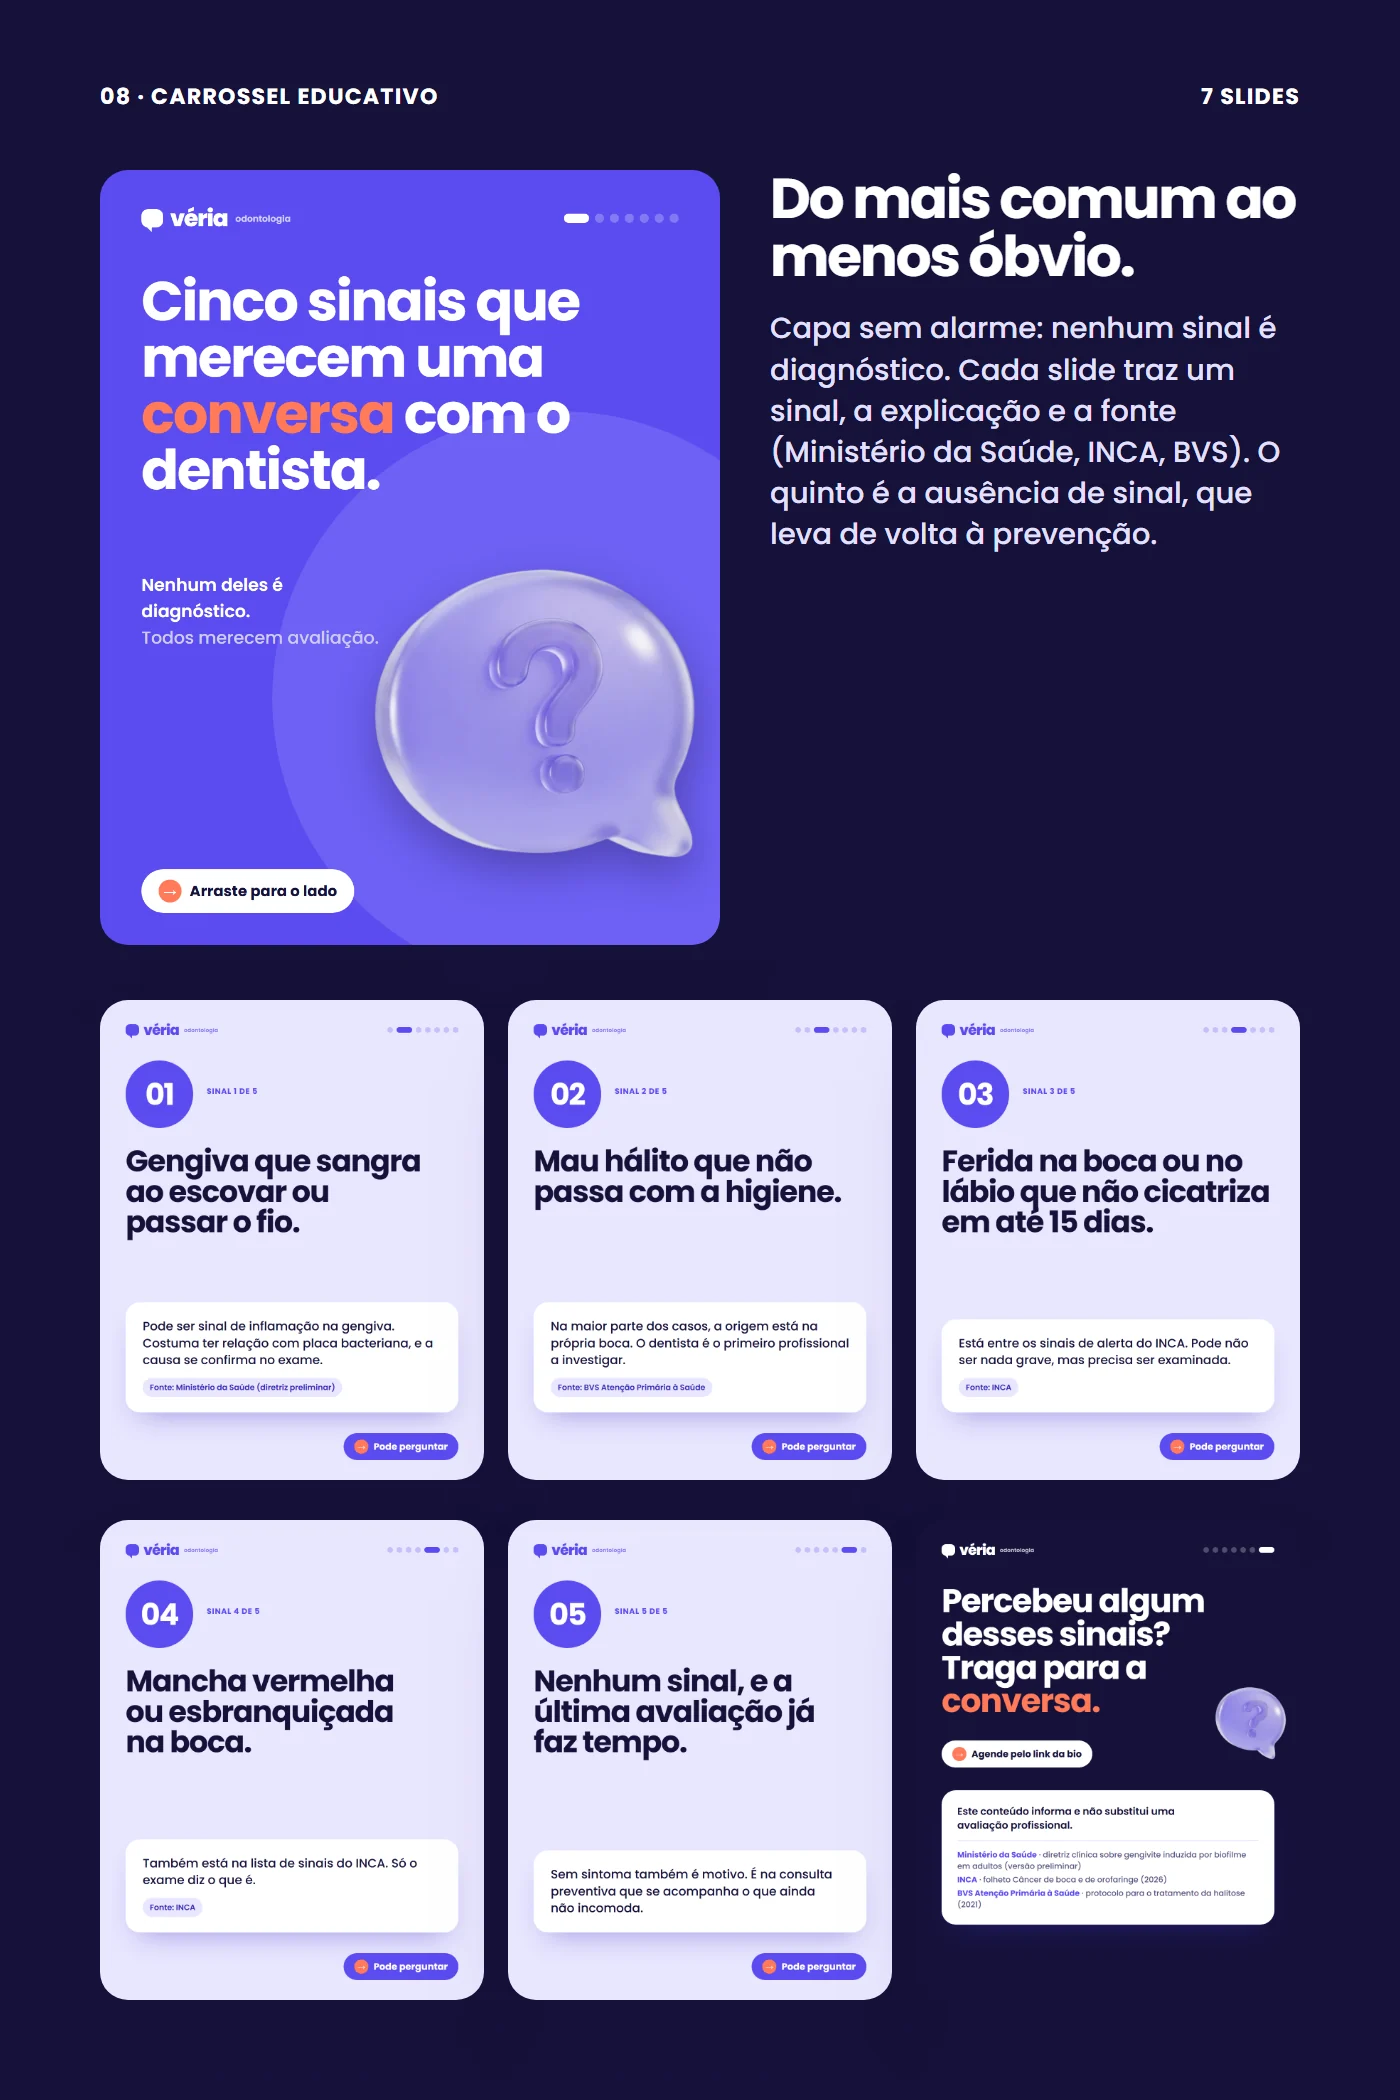 08 · CARROSSEL EDUCATIVO
7 SLIDES
véria odontologia
Cinco sinais que
merecem uma
conversa com o
dentista.
Nenhum deles é
diagnóstico.
Todos merecem avaliação.
?
→ Arraste para o lado
Do mais comum ao
menos óbvio.
Capa sem alarme: nenhum sinal é
diagnóstico. Cada slide traz um
sinal, a explicação e a fonte
(Ministério da Saúde, INCA, BVS). O
quinto é a ausência de sinal, que
leva de volta à prevenção.
véria odontologia
01
SINAL 1 DE 5
Gengiva que sangra
ao escovar ou
passar o fio.
Pode ser sinal de inflamação na gengiva.
Costuma ter relação com placa bacteriana, e a
causa se confirma no exame.
Fonte: Ministério da Saúde (diretriz preliminar)
→ Pode perguntar
véria odontologia
02
SINAL 2 DE 5
Mau hálito que não
passa com a higiene.
Na maior parte dos casos, a origem está na
própria boca. O dentista é o primeiro profissional
a investigar.
Fonte: BVS Atenção Primária à Saúde
→ Pode perguntar
véria odontologia
03
SINAL 3 DE 5
Ferida na boca ou no
lábio que não cicatriza
em até 15 dias.
Está entre os sinais de alerta do INCA. Pode não
ser nada grave, mas precisa ser examinada.
Fonte: INCA
→ Pode perguntar
véria odontologia
04
SINAL 4 DE 5
Mancha vermelha
ou esbranquiçada
na boca.
Também está na lista de sinais do INCA. Só o
exame diz o que é.
Fonte: INCA
→ Pode perguntar
véria odontologia
05
SINAL 5 DE 5
Nenhum sinal, e a
última avaliação já
faz tempo.
Sem sintoma também é motivo. É na consulta
preventiva que se acompanha o que ainda
não incomoda.
→ Pode perguntar
véria odontologia
Percebeu algum
desses sinais?
Traga para a
conversa.
?
→ Agende pelo link da bio
Este conteúdo informa e não substitui uma
avaliação profissional.
Ministério da Saúde · diretriz clínica sobre gengivite induzida por biofilme
em adultos (versão preliminar)
INCA · folheto Câncer de boca e de orofaringe (2026)
BVS Atenção Primária à Saúde · protocolo para o tratamento da halitose
(2021)